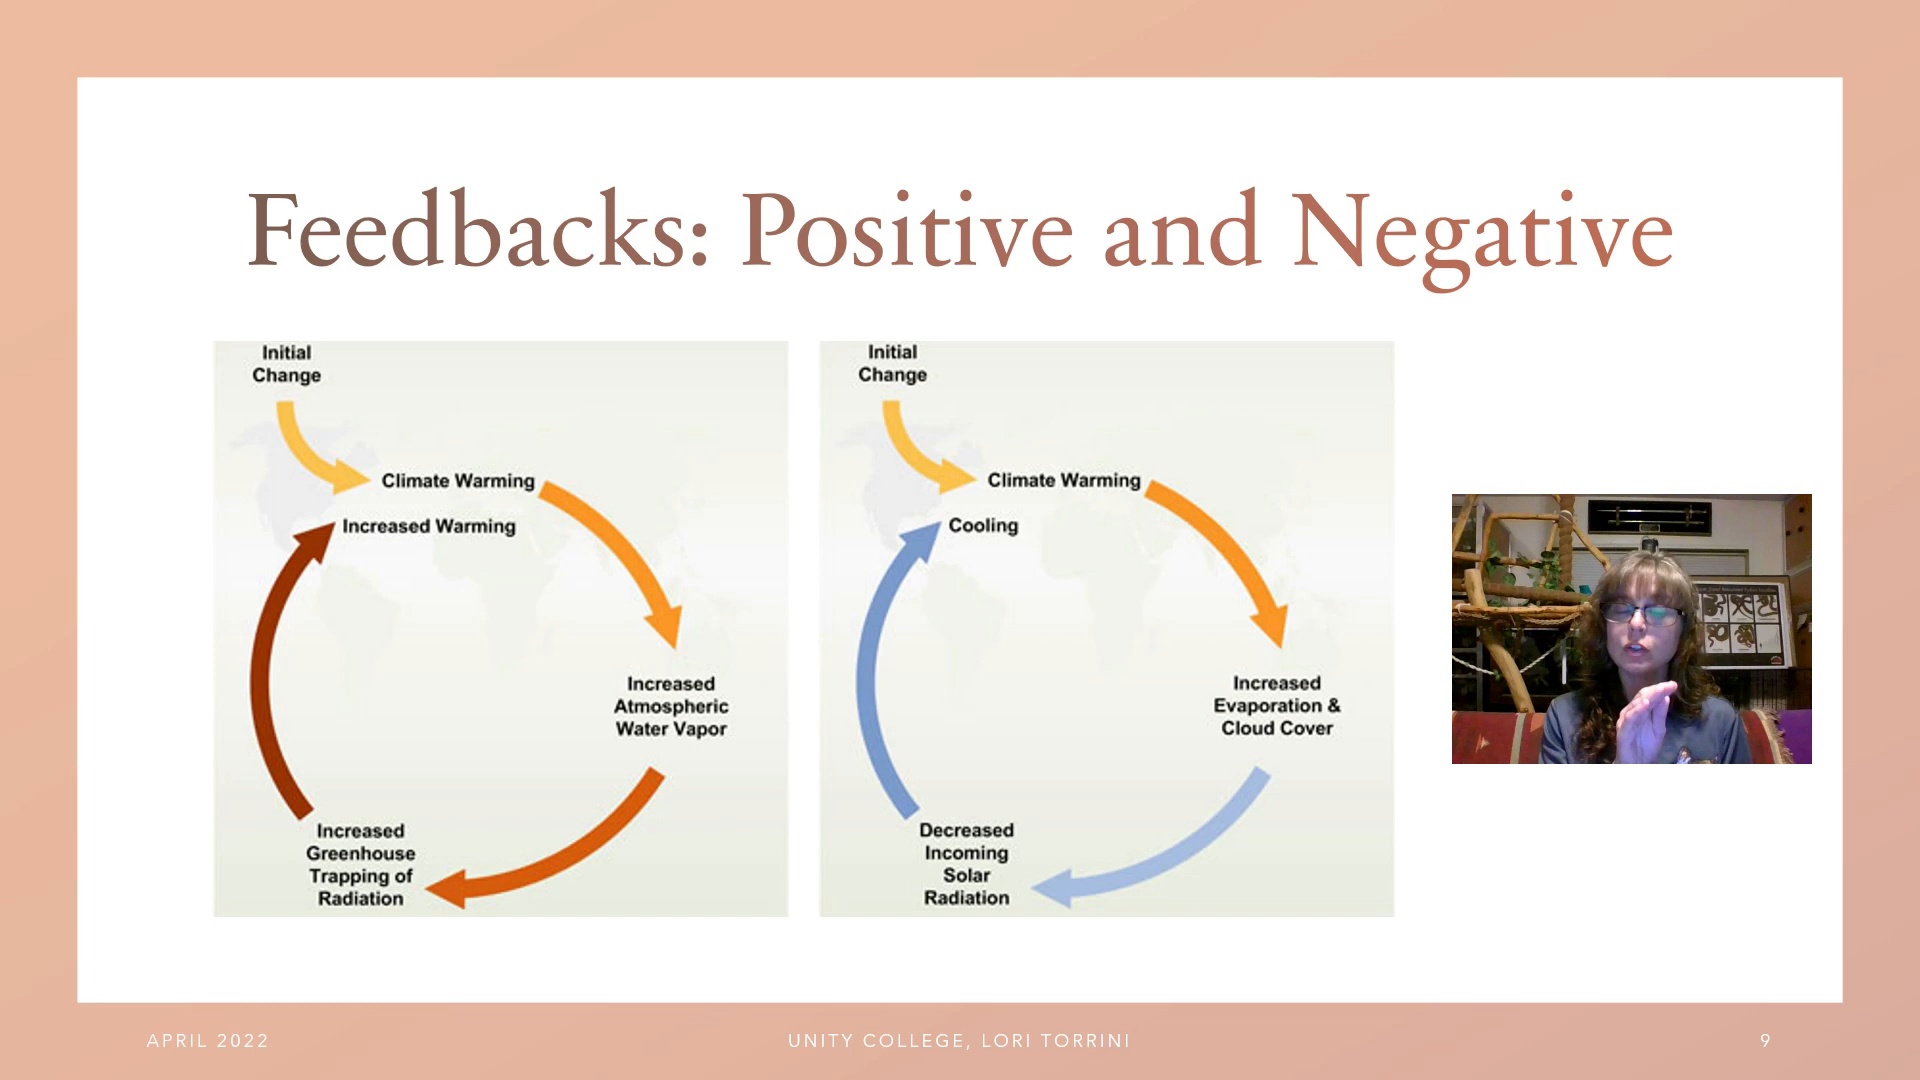 Feedbacks: Positive and Negative
Initial
Change
Climate Warming
Increased Warming
Increased
Atmospheric
Water Vapor
Increased
Greenhouse
Trapping of
Radiation
Initial
Change
Climate Warming
Cooling
Increased
Evaporation &
Cloud Cover
Decreased
Incoming
Solar
Radiation
APRIL 2022
UNITY COLLEGE, LORI TORRINI
9